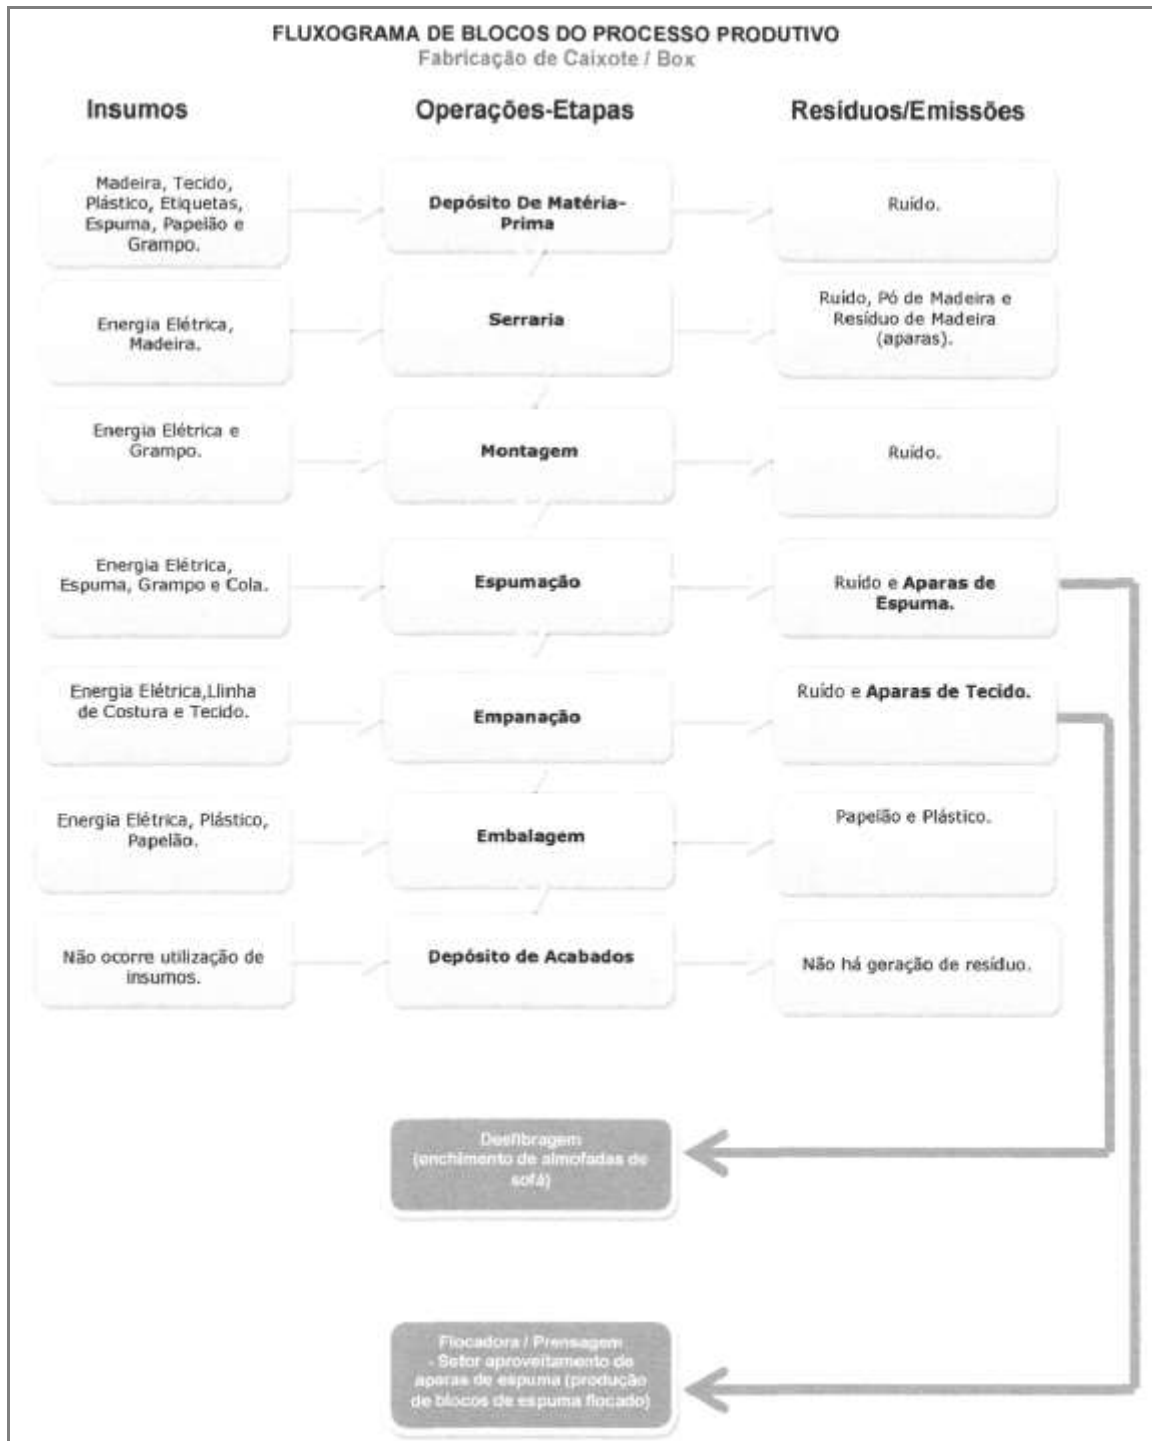 FLUXOGRAMA DE BLOCOS DO PROCESSO PRODUTIVO
Fabricação de Caixote / Box
Insumos
Operações-Etapas
Resíduos/Emissões
Madeira, Tecido,
Plástico, Etiquetas,
Espuma, Papelão e
Grampo.
Depósito De Matéria-
Prima
Ruído.
Energia Elétrica,
Madeira.
Serraria
Ruído, Pó de Madeira e
Resíduo de Madeira
(aparas).
Energia Elétrica e
Grampo.
Montagem
Ruído.
Energia Elétrica,
Espuma, Grampo e Cola.
Espumação
Ruído e Aparas de
Espuma.
Energia Elétrica,Llinha
de Costura e Tecido.
Empanação
Ruído e Aparas de Tecido.
Energia Elétrica, Plástico,
Papelão.
Embalagem
Papelão e Plástico.
Não ocorre utilização de
insumos.
Depósito de Acabados
Não há geração de resíduo.
Desfibragem
(enchimento de almofadas de
sofá)
Flocadora / Prensagem
- Setor aproveitamento de
aparas de espuma (produção
de blocos de espuma flocado)